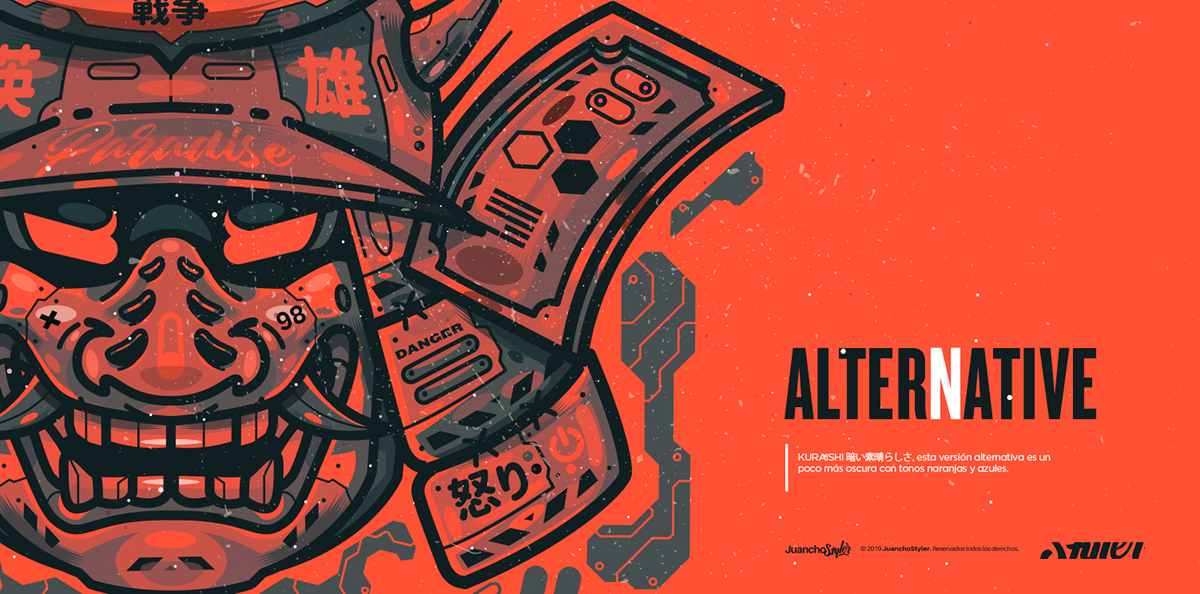 戦争
英 雄
Paradise
98
DANGER
怒り
ALTERNATIVE
KURAISHI 暗い素晴らしさ, esta versión alternativa es un
poco más oscura con tonos naranjas y azules.
JuanchoStyler © 2019 JuanchoStyler. Reservados todos los derechos.